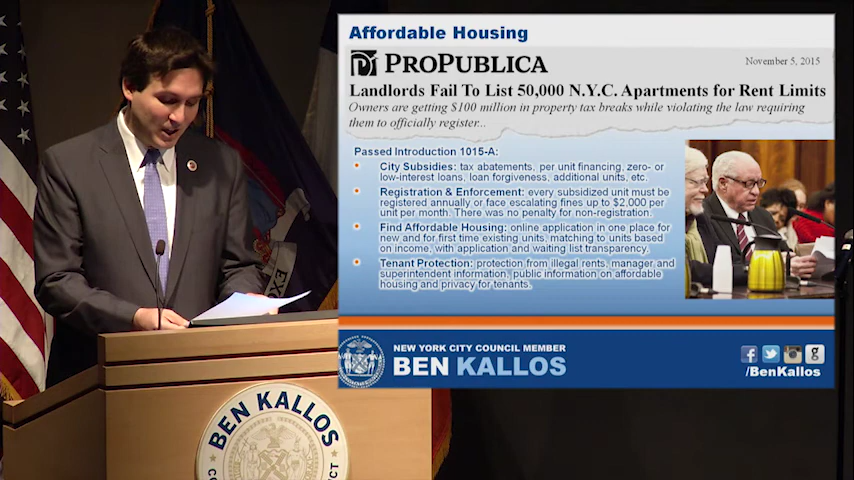 Affordable Housing
PROPUBLICA
November 5, 2015
Landlords Fail To List 50,000 N.Y.C. Apartments for Rent Limits
Owners are getting $100 million in property tax breaks while violating the law requiring
them to officially register...
Passed Introduction 1015-A:
• City Subsidies: tax abatements, per unit financing, zero- or
low-interest loans, loan forgiveness, additional units, etc.
• Registration & Enforcement: every subsidized unit must be
registered annually or face escalating fines up to $2,000 per
unit per month. There was no penalty for non-registration.
• Find Affordable Housing: online application in one place for
new and for first time existing units, matching to units based
on income, with application and waiting list transparency.
• Tenant Protection: protection from illegal rents, manager and
superintendent information, public information on affordable
housing and privacy for tenants.
NEW YORK CITY COUNCIL MEMBER
BEN KALLOS
/BenKallos
BEN KALLOS
EXC